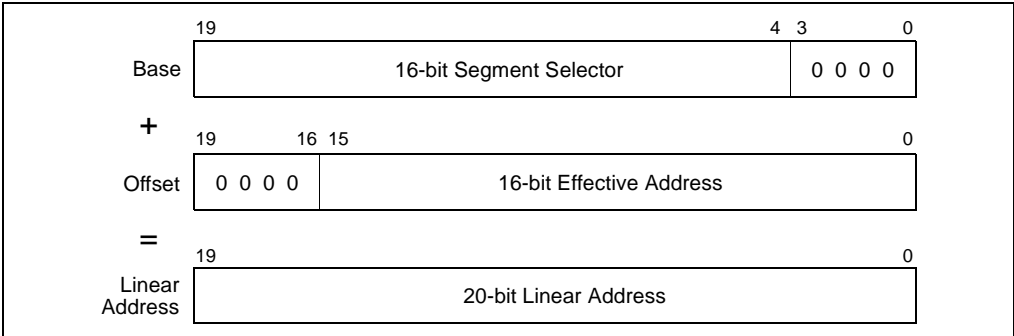 19 4 3 0
Base 16-bit Segment Selector 0 0 0 0
+
19 16 15 0
Offset 0 0 0 0 16-bit Effective Address
=
19 0
Linear
Address
20-bit Linear Address